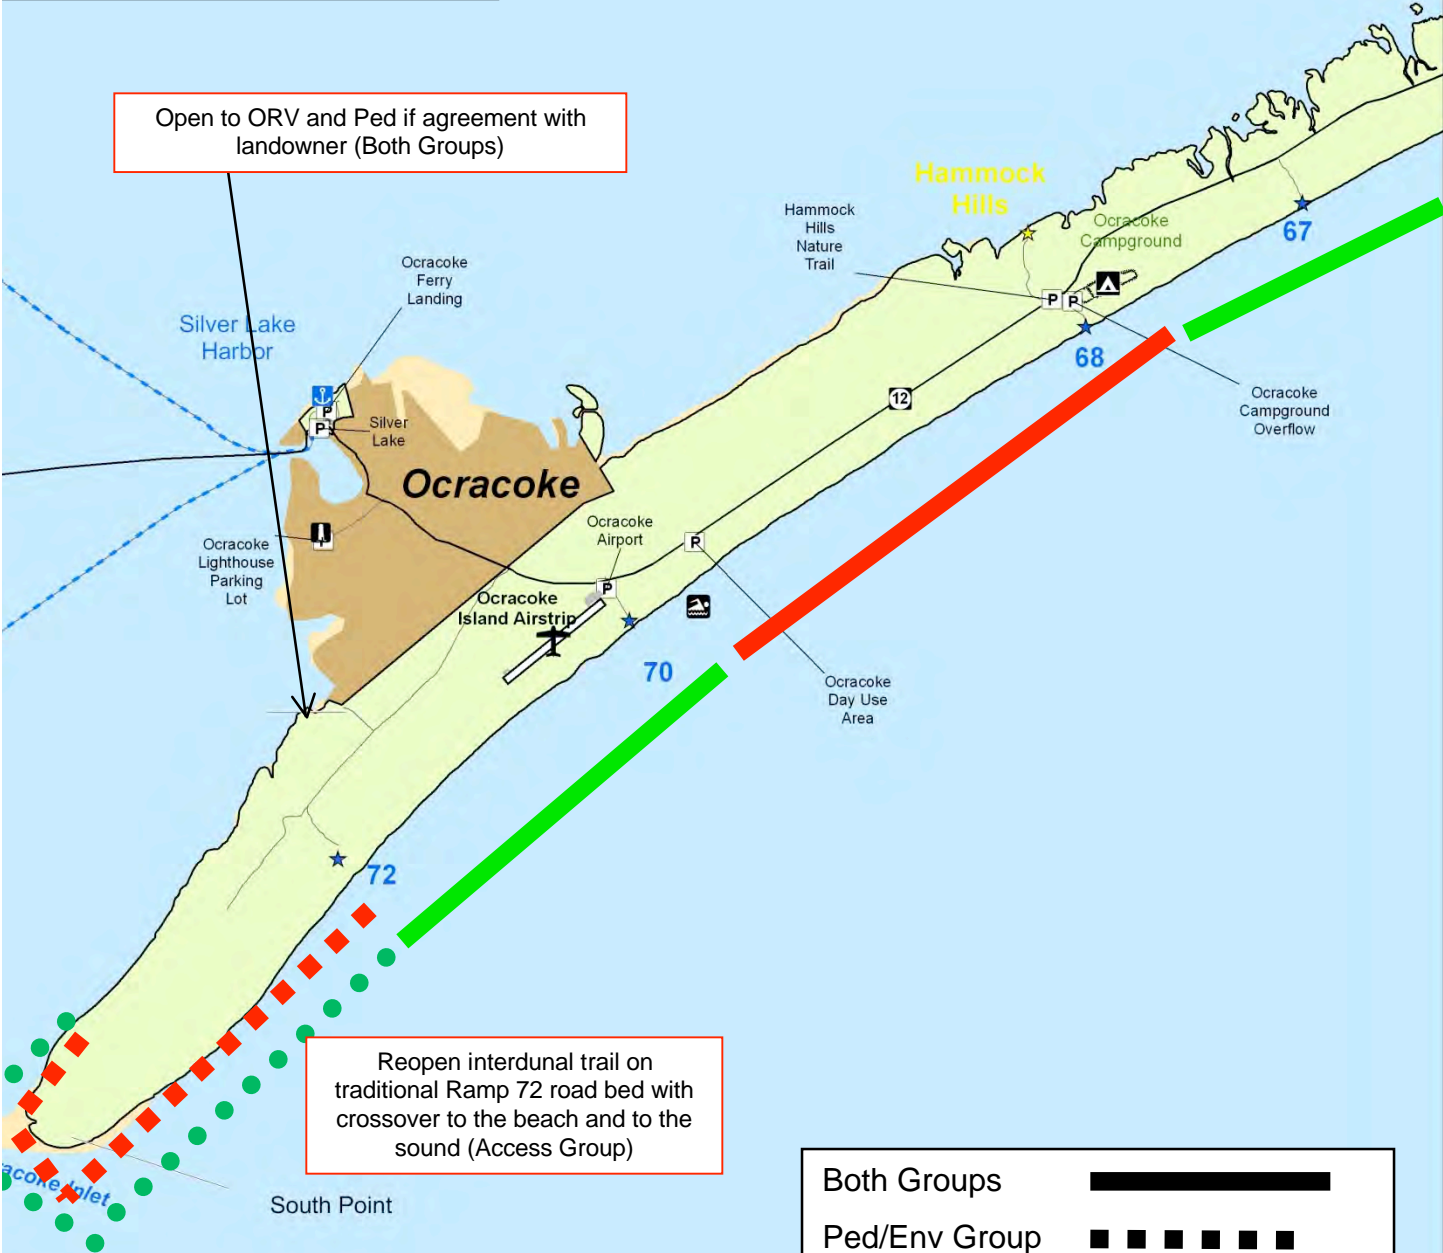 Open to ORV and Ped if agreement with
landowner (Both Groups)
Hammock
Hills
Hammock
Hills
Nature
Trail
Ocracoke
Campground
67
Ocracoke
Ferry
Landing
Silver Lake
Harbor
P
P
68
P
P
Silver
Lake
12
Ocracoke
Campground
Overflow
Ocracoke
Ocracoke
Airport
P
Ocracoke
Lighthouse
Parking
Lot
P
Ocracoke
Island Airstrip
70
Ocracoke
Day Use
Area
72
Reopen interdunal trail on
traditional Ramp 72 road bed with
crossover to the beach and to the
sound (Access Group)
acoke Inlet
South Point
Both Groups
Ped/Env Group